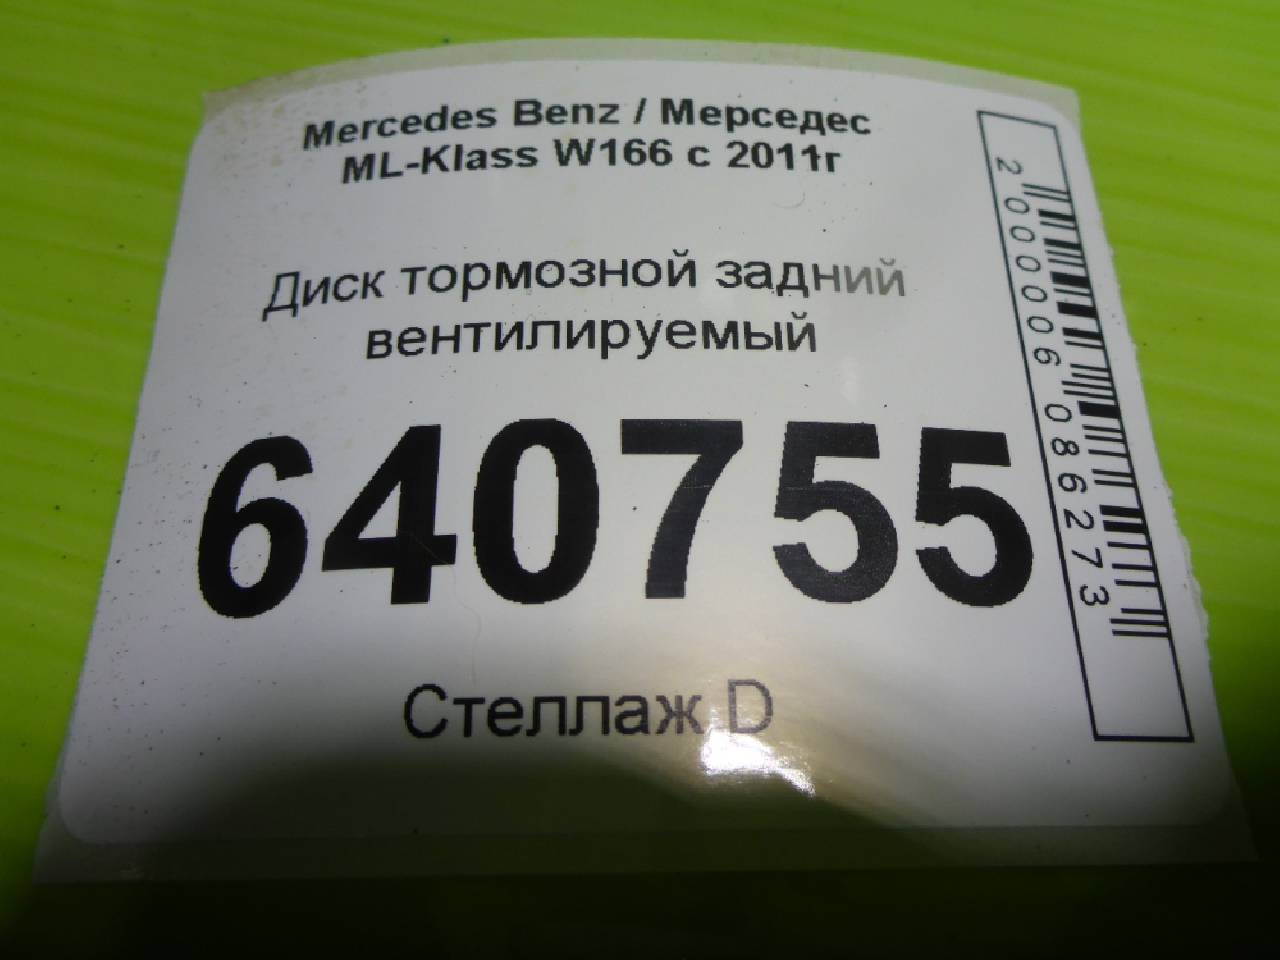 Mercedes Benz / Мерседес
ML-Klass W166 с 2011г
Диск тормозной задний
вентилируемый
640755
Стеллаж D
2000006086273